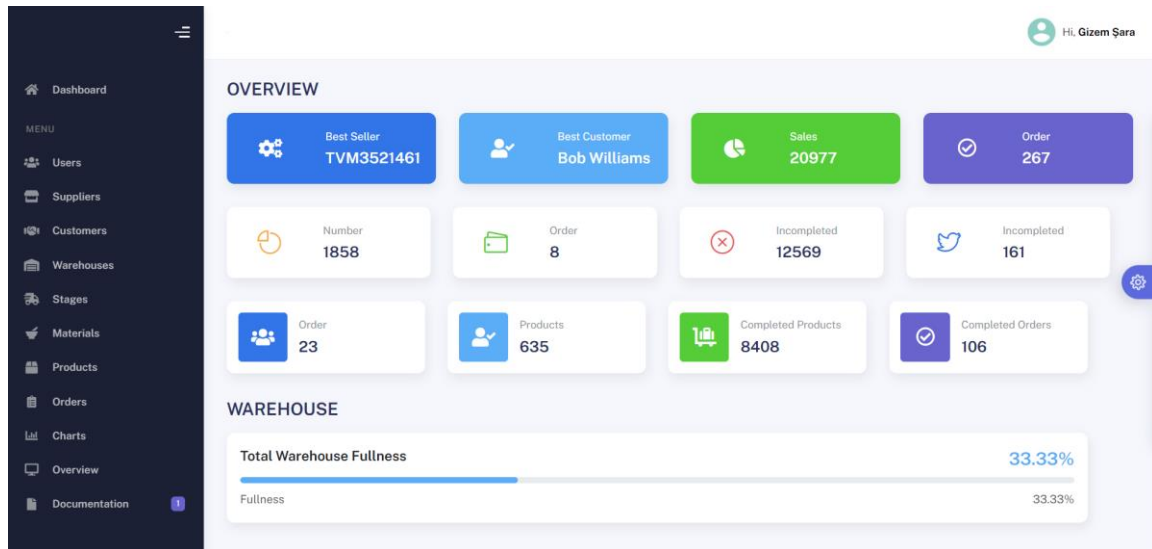 Hi, Gizem Şara
Dashboard
MENU
Users
Suppliers
Customers
Warehouses
Stages
Materials
Products
Orders
Charts
Overview
Documentation 1
OVERVIEW
Best Seller
TVM3521461
Best Customer
Bob Williams
Sales
20977
Order
267
Number
1858
Order
8
Incompleted
12569
Incompleted
161
Order
23
Products
635
Completed Products
8408
Completed Orders
106
WAREHOUSE
Total Warehouse Fullness 33.33%
Fullness 33.33%